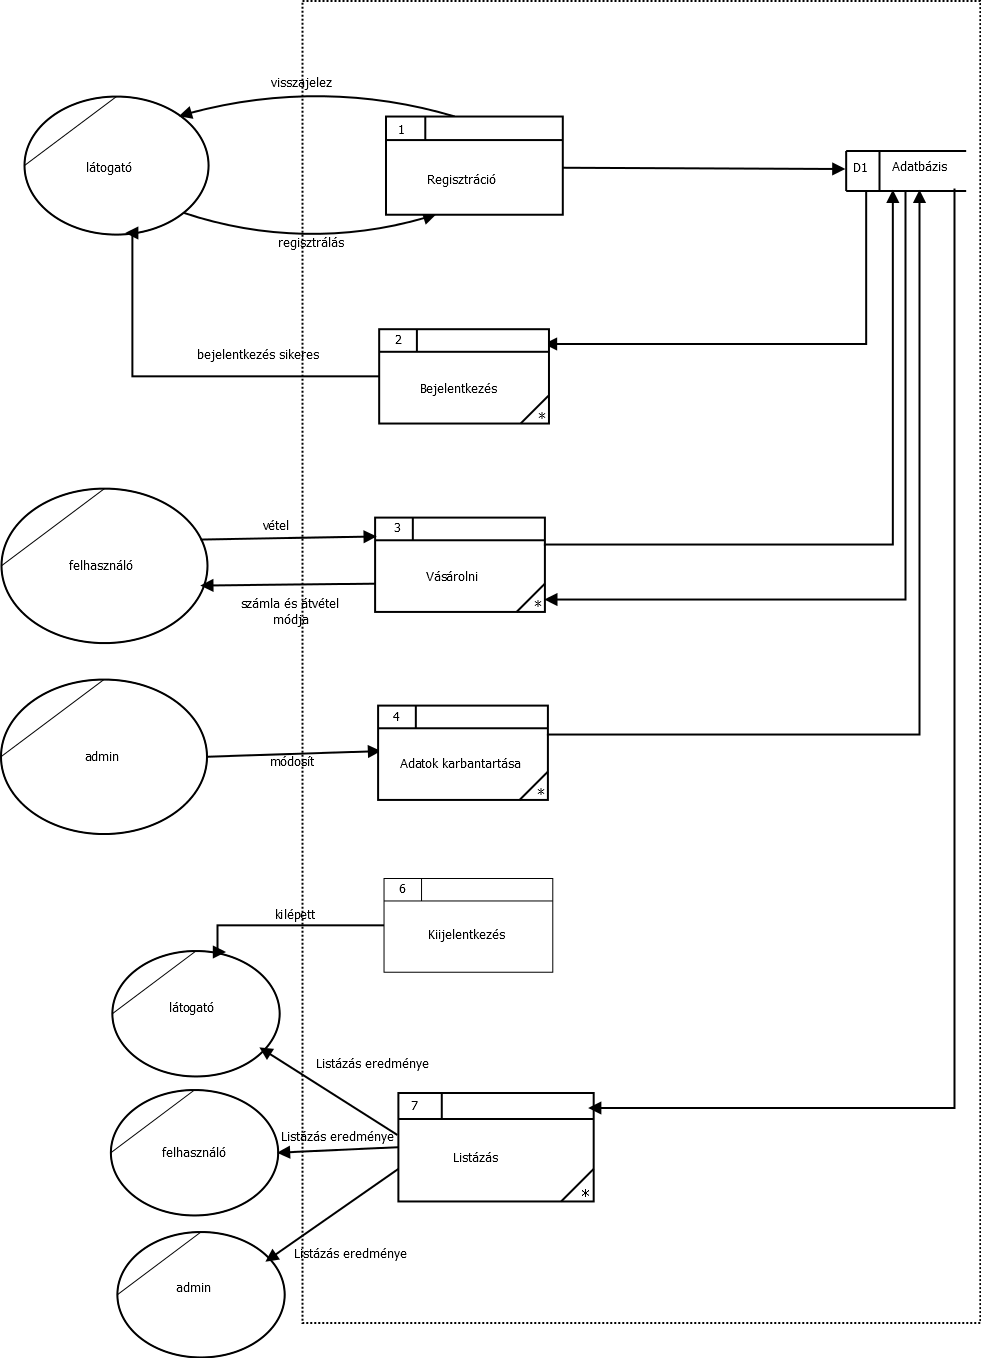 visszajelez
1
látogató
Regisztráció
D1
Adatbázis
regisztrálás
2
bejelentkezés sikeres
Bejelentkezés
*
vétel
3
felhasználó
Vásárolni
számla és átvétel
módja
*
4
admin
módosít
Adatok karbantartása
*
6
kilépett
Kiijelentkezés
látogató
Listázás eredménye
7
Listázás eredménye
felhasználó
Listázás
*
Listázás eredménye
admin